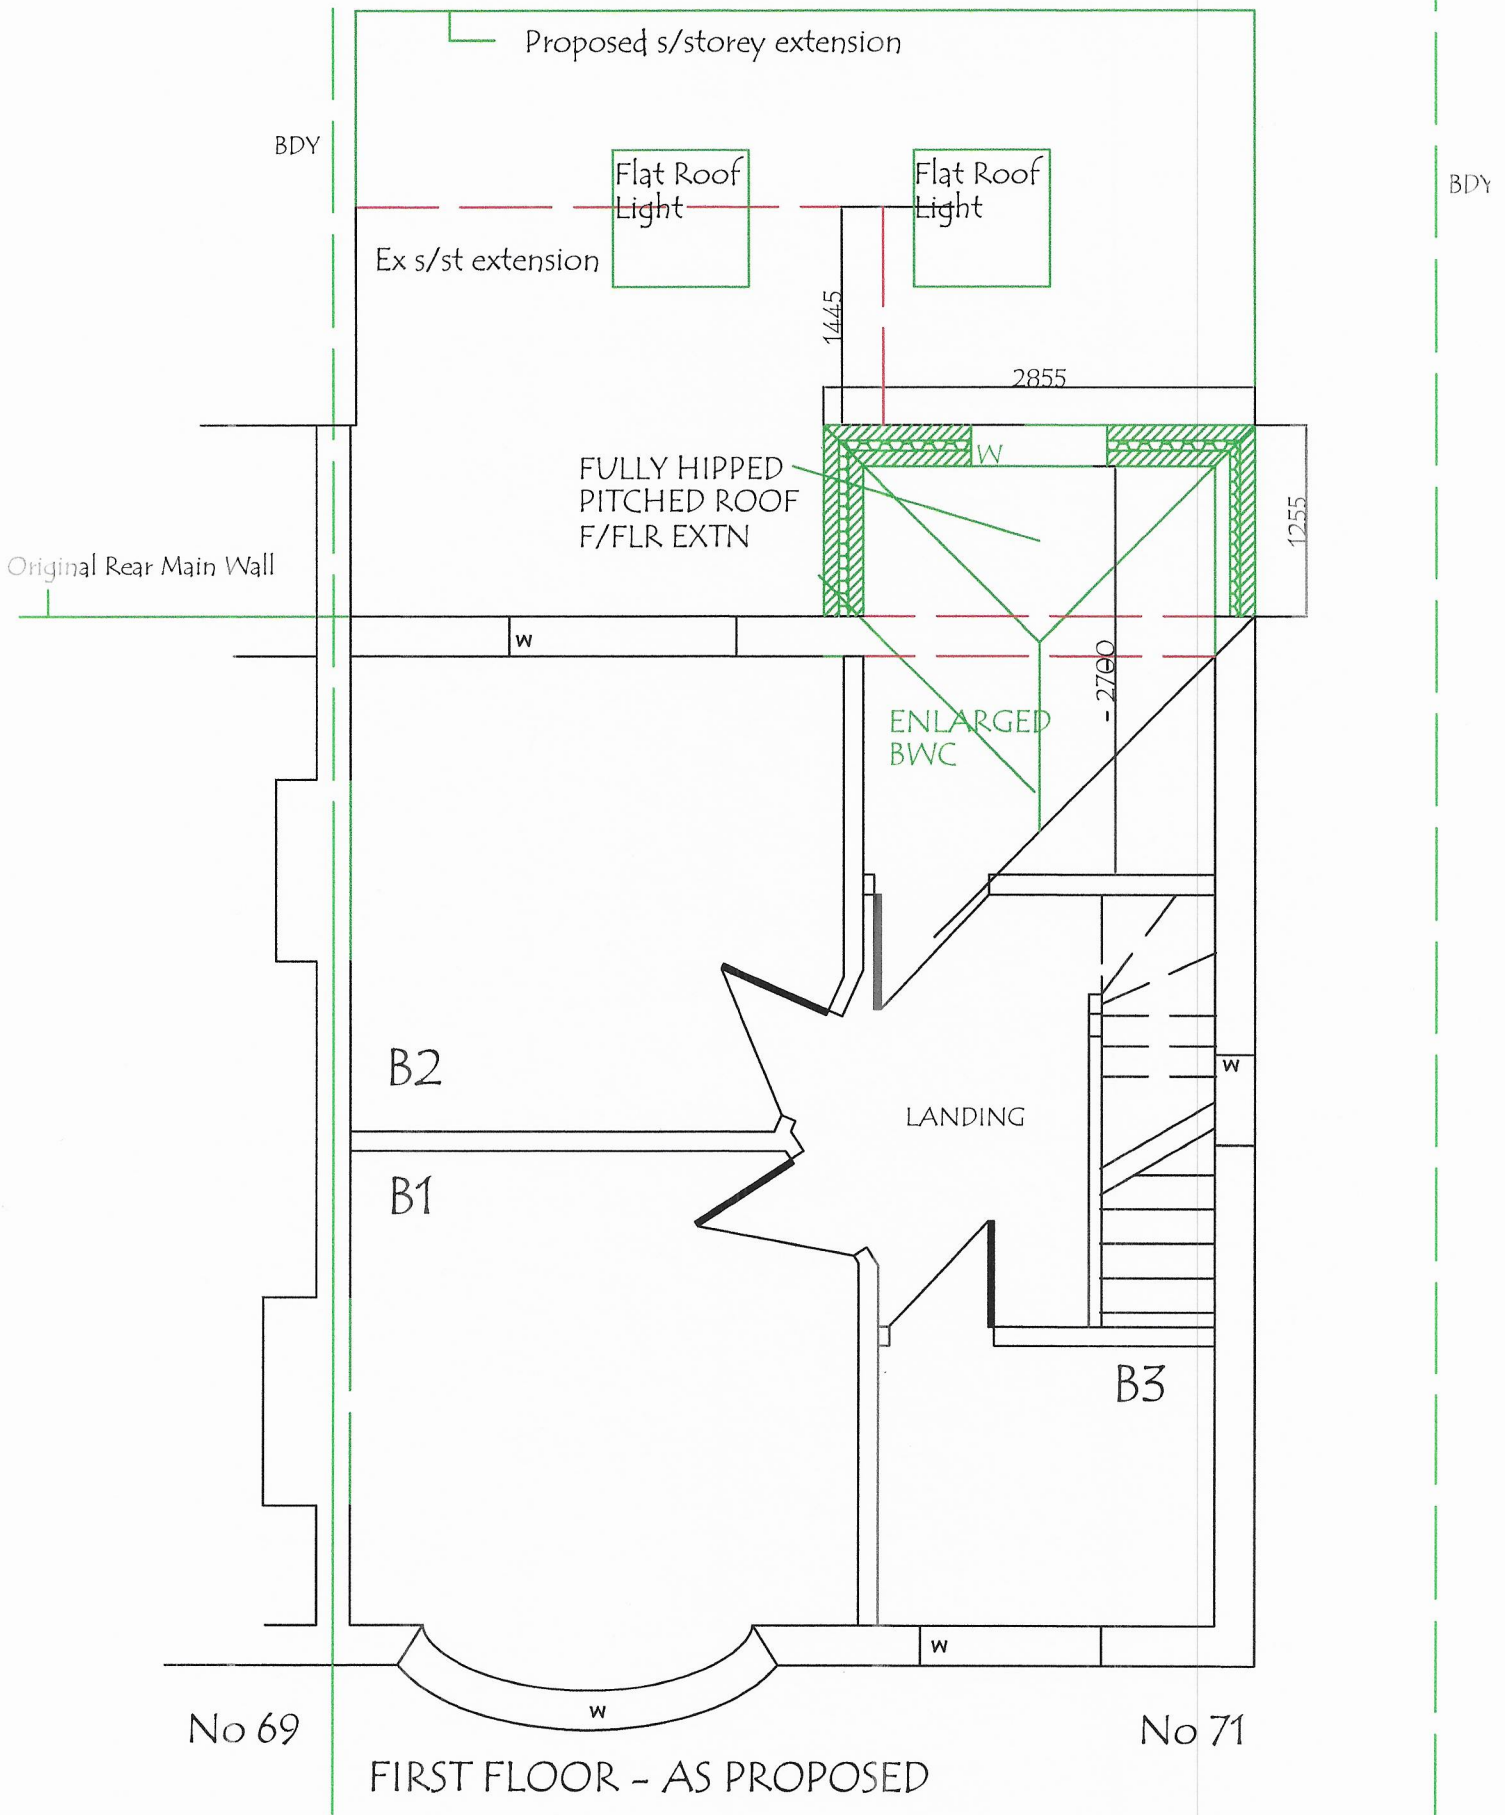 Proposed s/storey extension
BDY
BDY
Flat Roof
Light
Flat Roof
Light
Ex s/st extension
1445
2855
W
FULLY HIPPED
PITCHED ROOF
F/FLR EXTN
1255
Original Rear Main Wall
W
- 2700
ENLARGED
BWC
B2
W
LANDING
B1
B3
W
W
No 69
No 71
FIRST FLOOR - AS PROPOSED